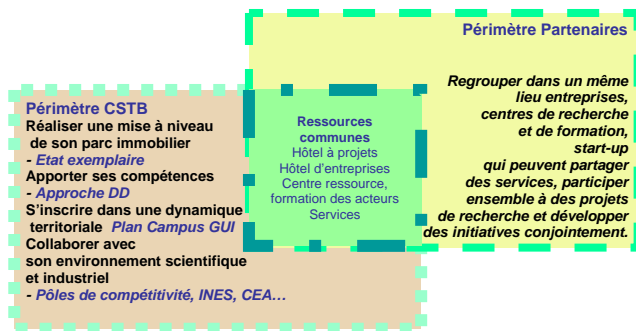 Périmètre Partenaires
Regrouper dans un même
lieu entreprises,
centres de recherche
et de formation,
start-up
qui peuvent partager
des services, participer
ensemble à des projets
de recherche et développer
des initiatives conjointement.
Périmètre CSTB
Réaliser une mise à niveau
de son parc immobilier
- Etat exemplaire
Apporter ses compétences
- Approche DD
S'inscrire dans une dynamique
territoriale Plan Campus GUI
Collaborer avec
son environnement scientifique
et industriel
- Pôles de compétitivité, INES, CEA…
Ressources
communes
Hôtel à projets
Hôtel d'entreprises
Centre ressource,
formation des acteurs
Services